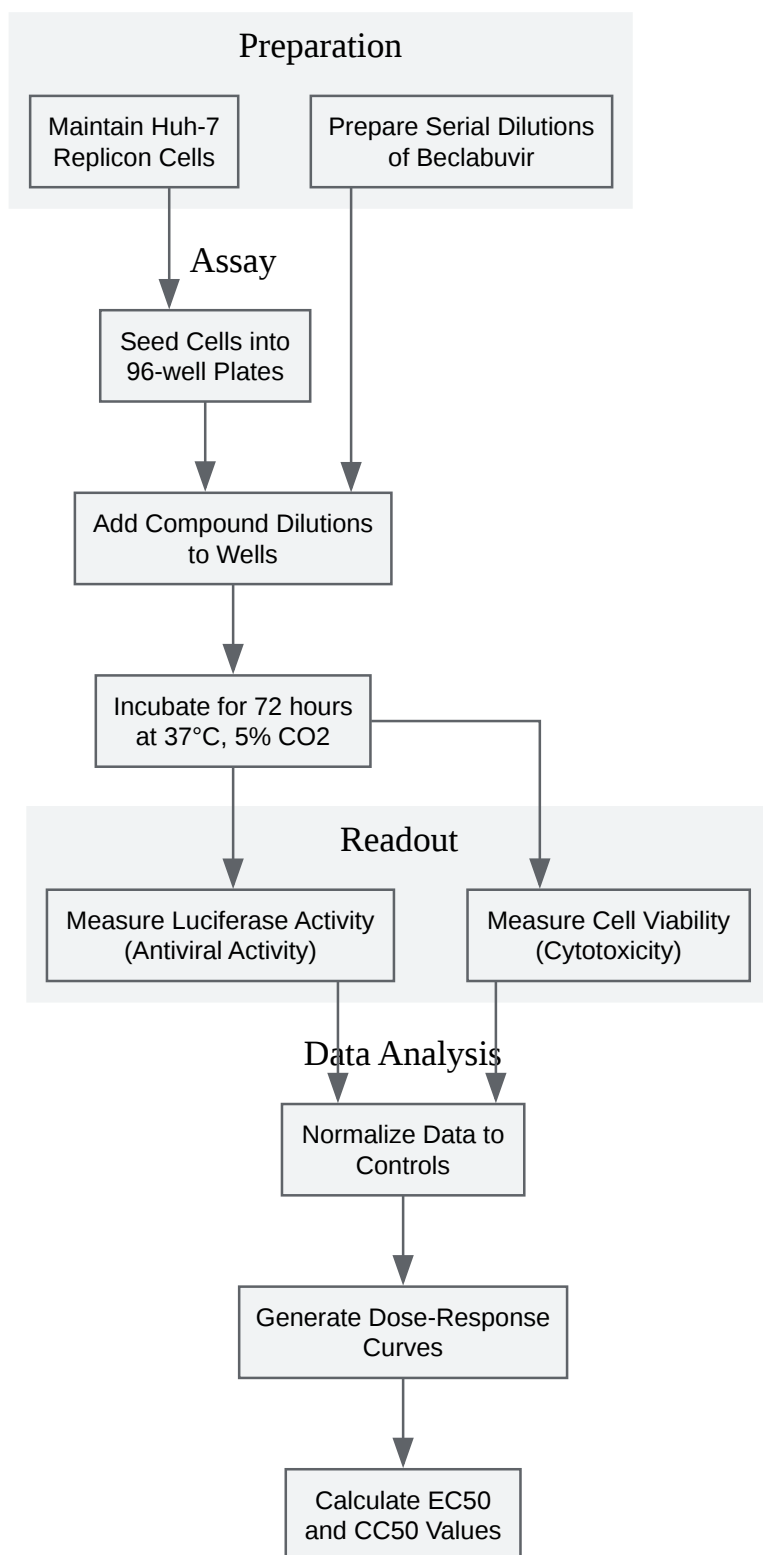 Preparation
Maintain Huh-7
Replicon Cells
Prepare Serial Dilutions
of Beclabuvir
Assay
Seed Cells into
96-well Plates
Add Compound Dilutions
to Wells
Incubate for 72 hours
at 37°C, 5% CO2
Readout
Measure Luciferase Activity
(Antiviral Activity)
Measure Cell Viability
(Cytotoxicity)
Data Analysis
Normalize Data to
Controls
Generate Dose-Response
Curves
Calculate EC50
and CC50 Values